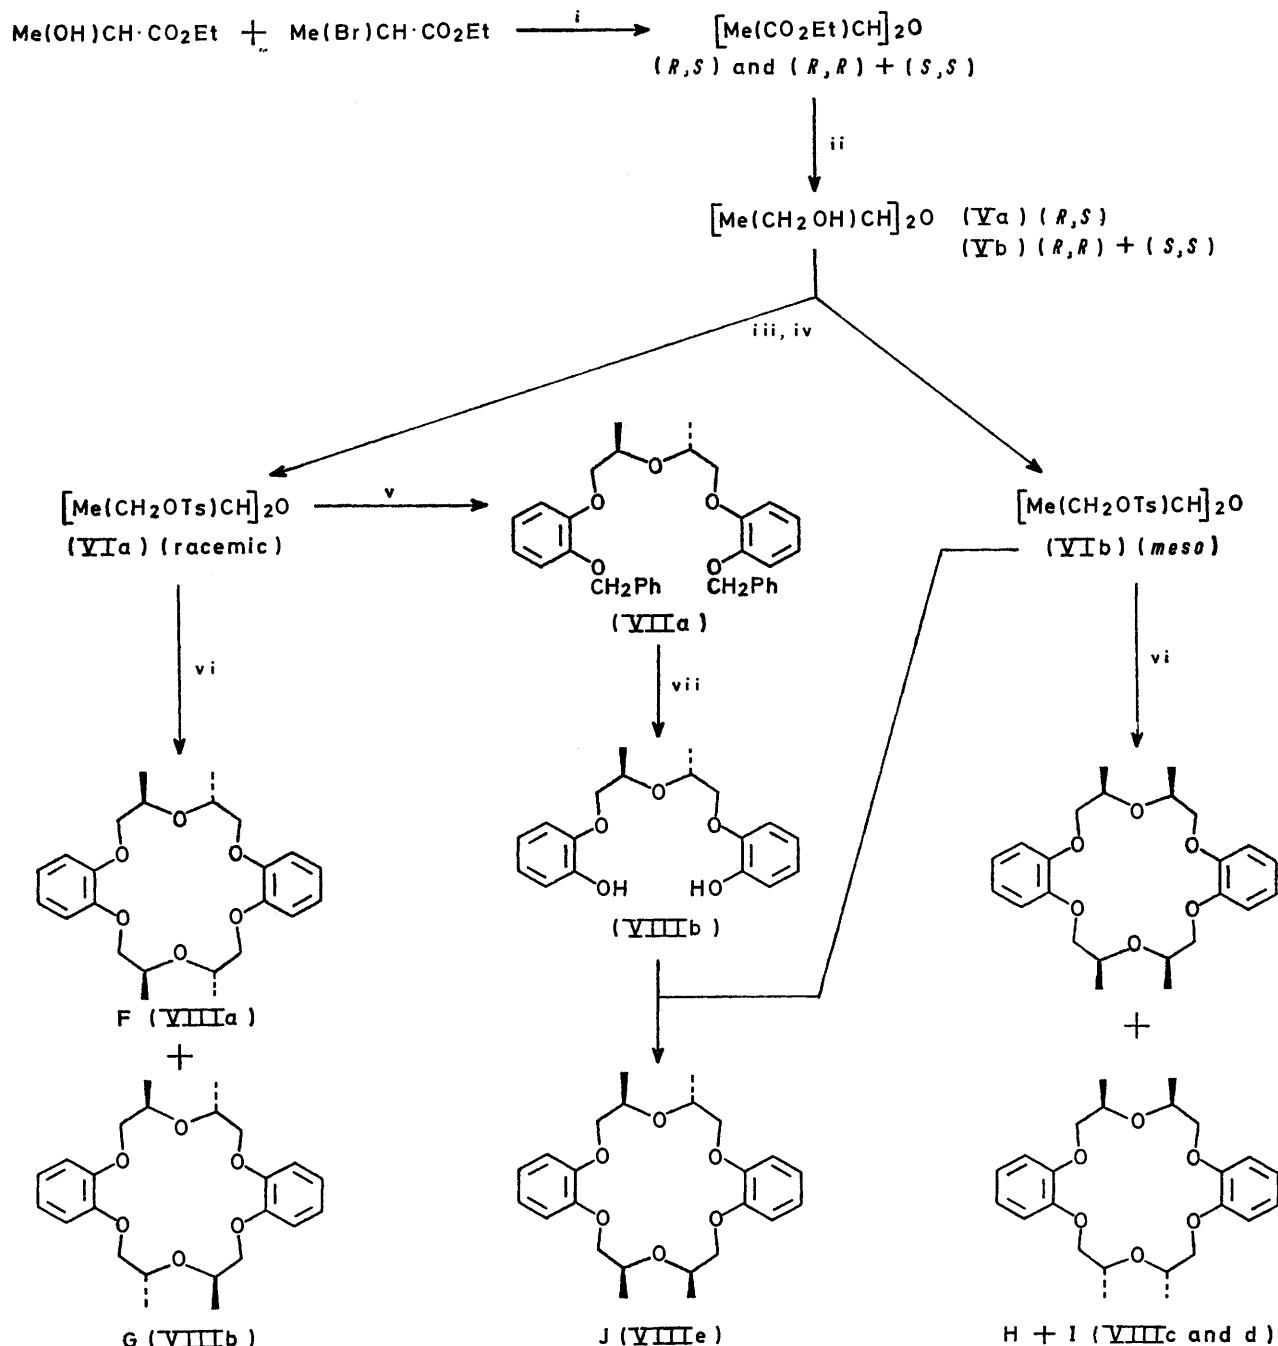 Me(OH)CH·CO2Et + Me(Br)CH·CO2Et
i
[Me(CO2Et)CH]2O
(R,S) and (R,R) + (S,S)
ii
[Me(CH2OH)CH]2O (Va) (R,S)
(Vb) (R,R) + (S,S)
iii, iv
[Me(CH2OTs)CH]2O
(VIa) (racemic)
v
O
O O
O O
CH2Ph CH2Ph
(VIIa)
[Me(CH2OTs)CH]2O
(VIb) (meso)
vi
vii
vi
O
O O
OH HO
(VIIIb)
O
O O
O O
O
F (VIIIa)
+
O
O O
O O
O
G (VIIIb)
O
O O
O O
O
J (VIIIe)
O
O O
O O
O
+
O
O O
O O
O
H + I (VIIIc and d)